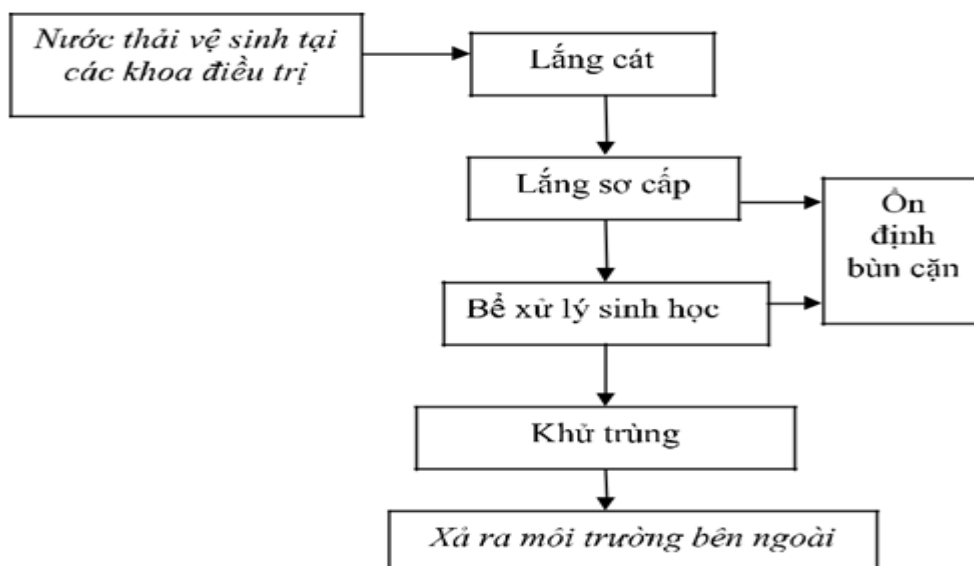 Nước thải vệ sinh tại
các khoa điều trị
Lắng cát
Lắng sơ cấp
Ổn
định
bùn cặn
Bể xử lý sinh học
Khử trùng
Xả ra môi trường bên ngoài